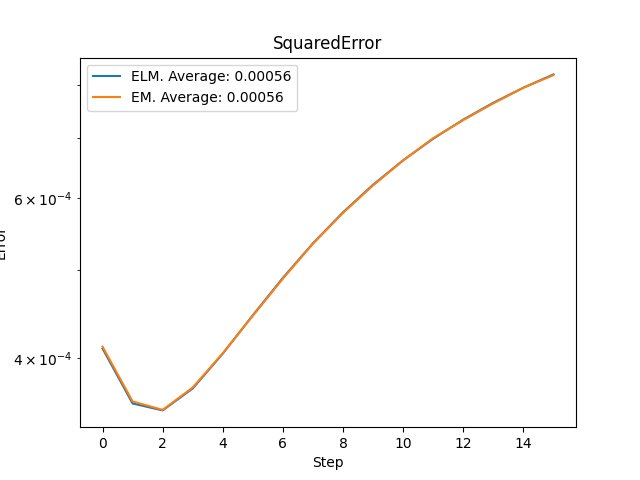 SquaredError
ELM. Average: 0.00056
EM. Average: 0.00056
6 × 10⁻⁴
4 × 10⁻⁴
Error
0 2 4 6 8 10 12 14
Step